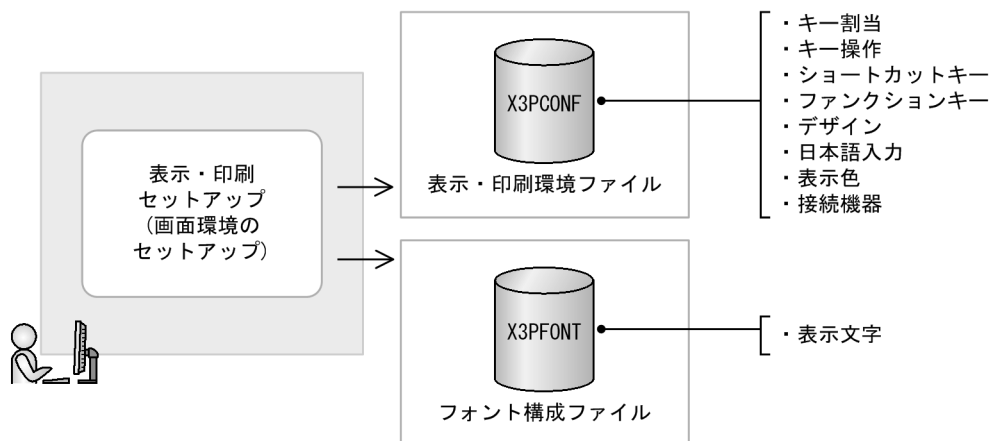 表示・印刷
セットアップ
(画面環境の
セットアップ)
X3PCONF
表示・印刷環境ファイル
・キー割当
・キー操作
・ショートカットキー
・ファンクションキー
・デザイン
・日本語入力
・表示色
・接続機器
X3PFONT
フォント構成ファイル
・表示文字